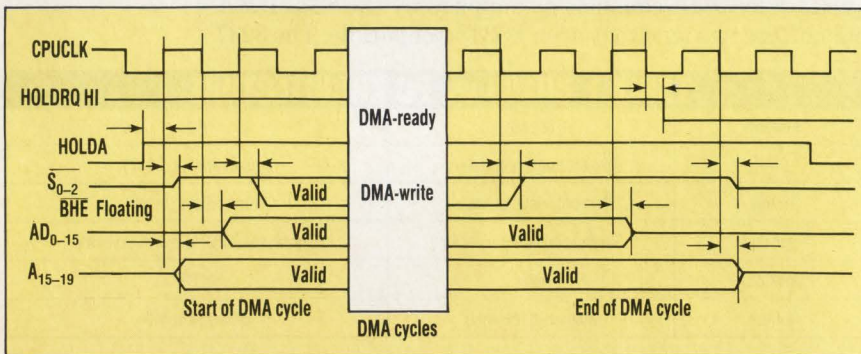 CPUCLK
HOLDRQ HI
DMA-ready
HOLDA
S0–2
Valid
DMA-write
BHE Floating
AD0–15
Valid
Valid
A15–19
Valid
Valid
Start of DMA cycle
End of DMA cycle
DMA cycles